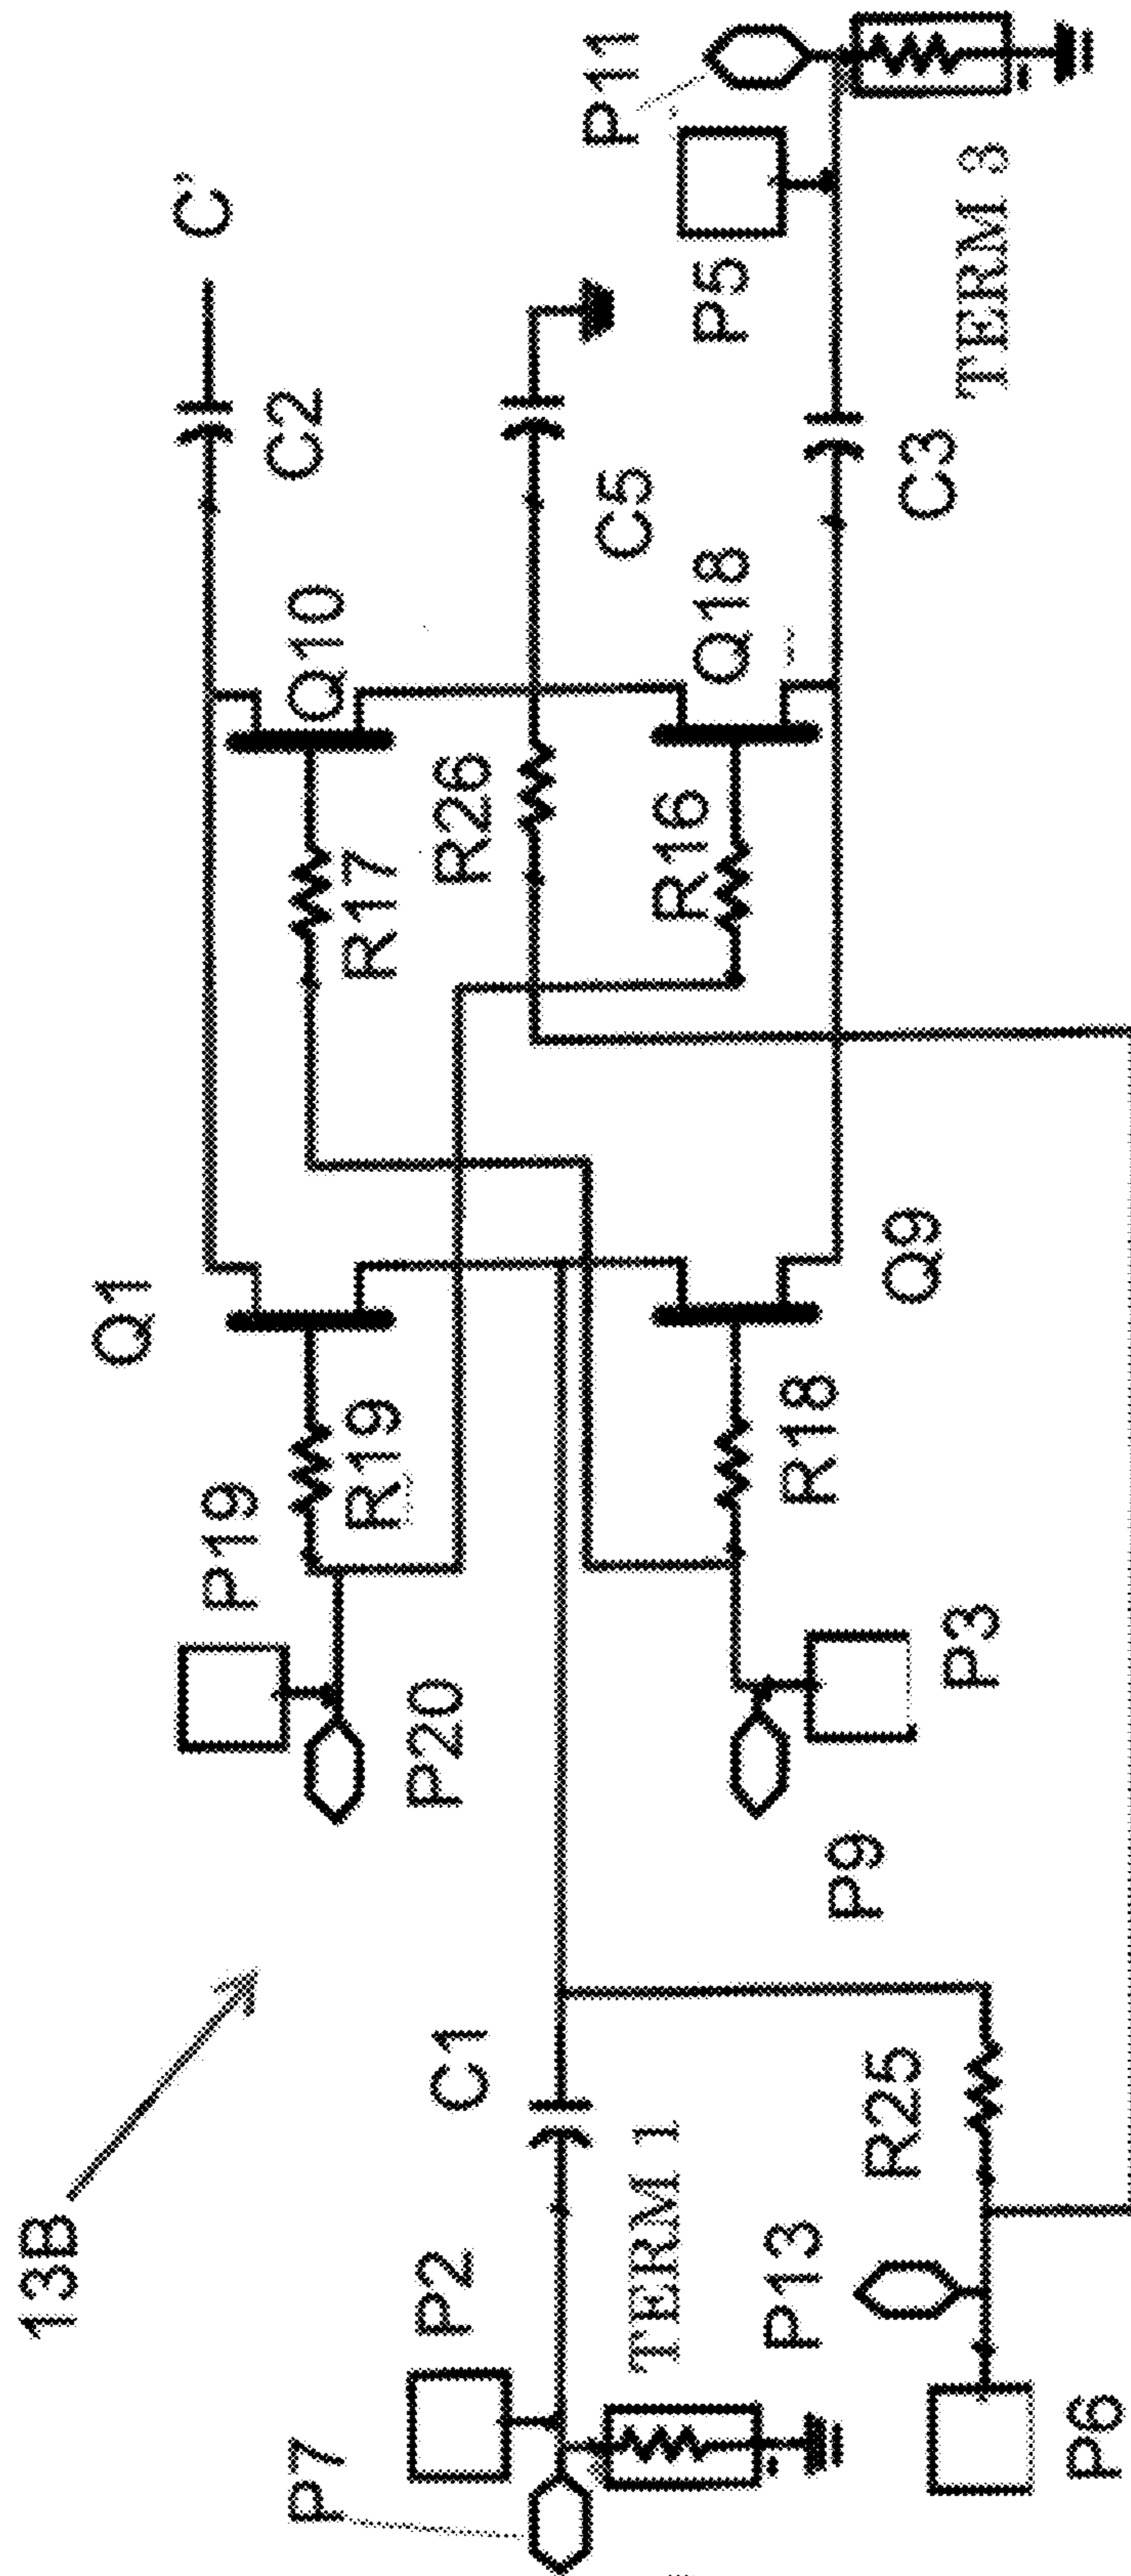 13B
P7
P2
TERM 1
C1
P13
P6
R25
P19
P20
R19
Q1
P9
P3
R18
Q9
R17
Q10
R26
R16
Q18
C2
C'
C5
C3
P5
P11
TERM 3